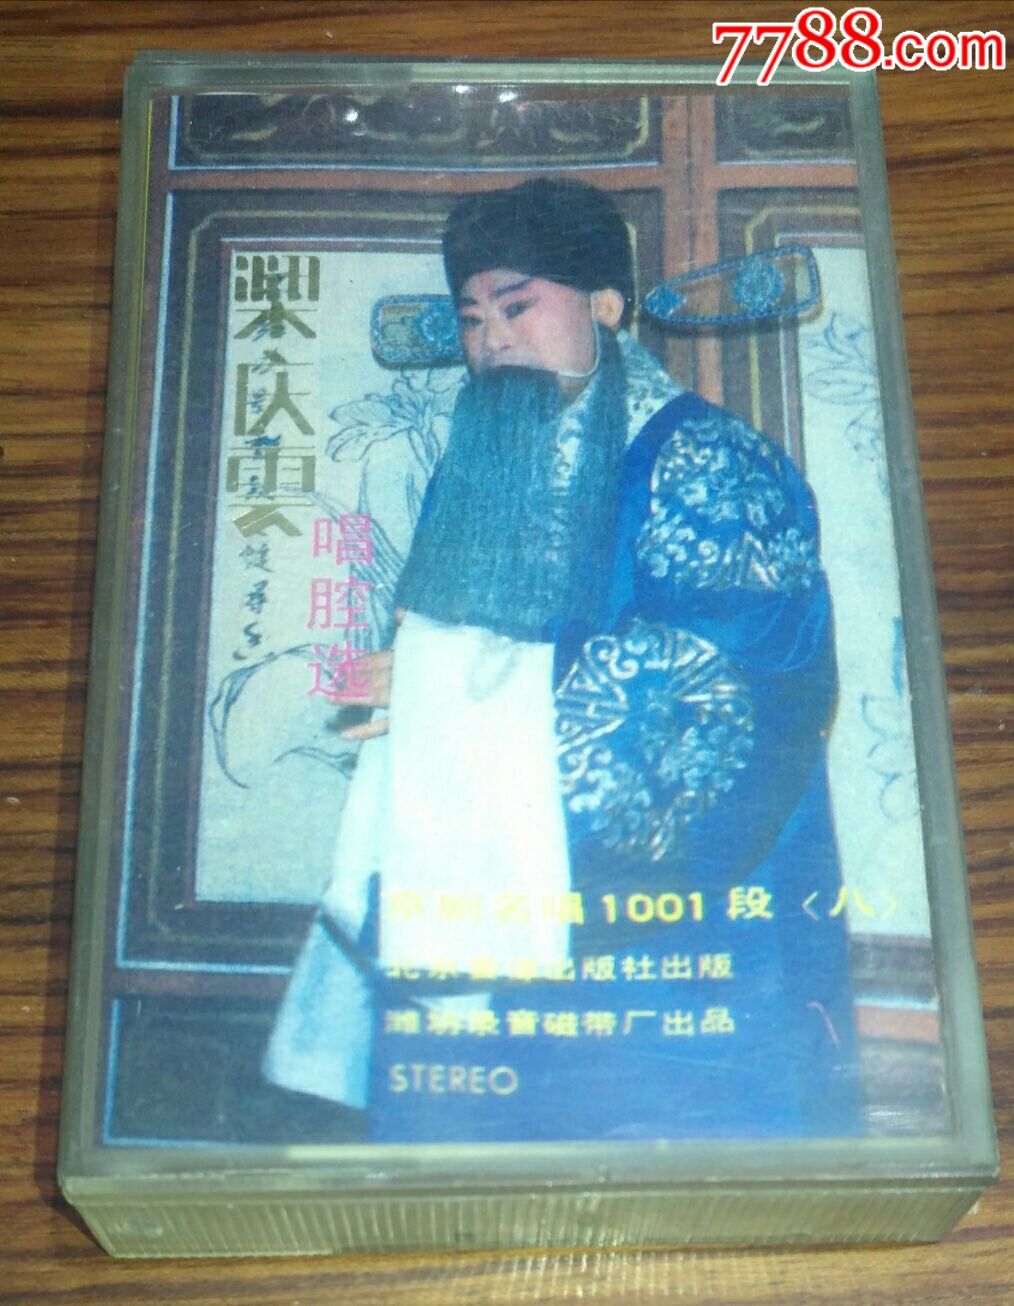 7788.com
梁庆云
唱腔选
京剧名唱1001段〈八〉
北京音像出版社出版
潍坊录音磁带厂出品
STEREO